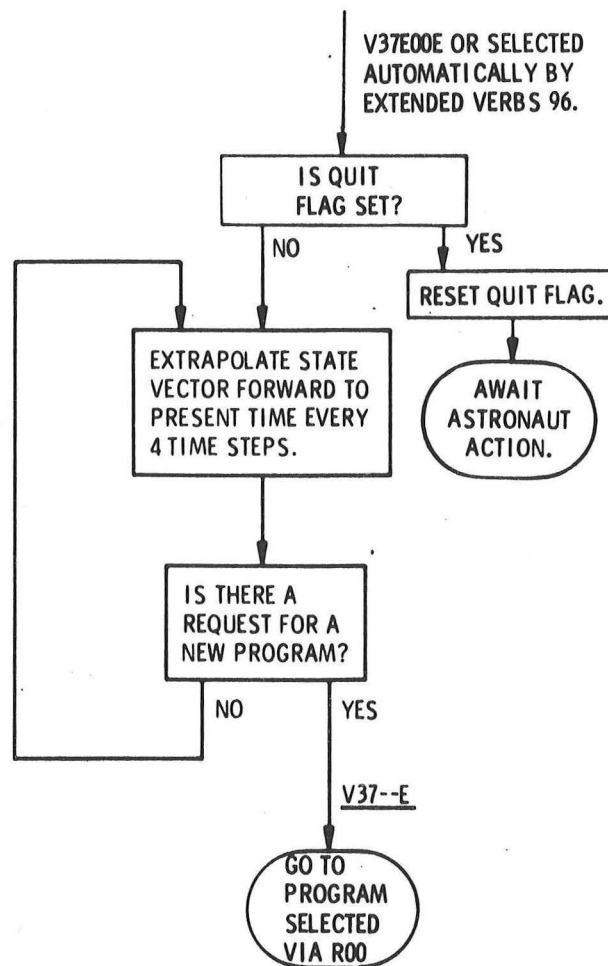 V37E00E OR SELECTED
AUTOMATICALLY BY
EXTENDED VERBS 96.
IS QUIT
FLAG SET?
NO
YES
RESET QUIT FLAG.
EXTRAPOLATE STATE
VECTOR FORWARD TO
PRESENT TIME EVERY
4 TIME STEPS.
AWAIT
ASTRONAUT
ACTION.
IS THERE A
REQUEST FOR A
NEW PROGRAM?
NO
YES
V37--E
GO TO
PROGRAM
SELECTED
VIA R00